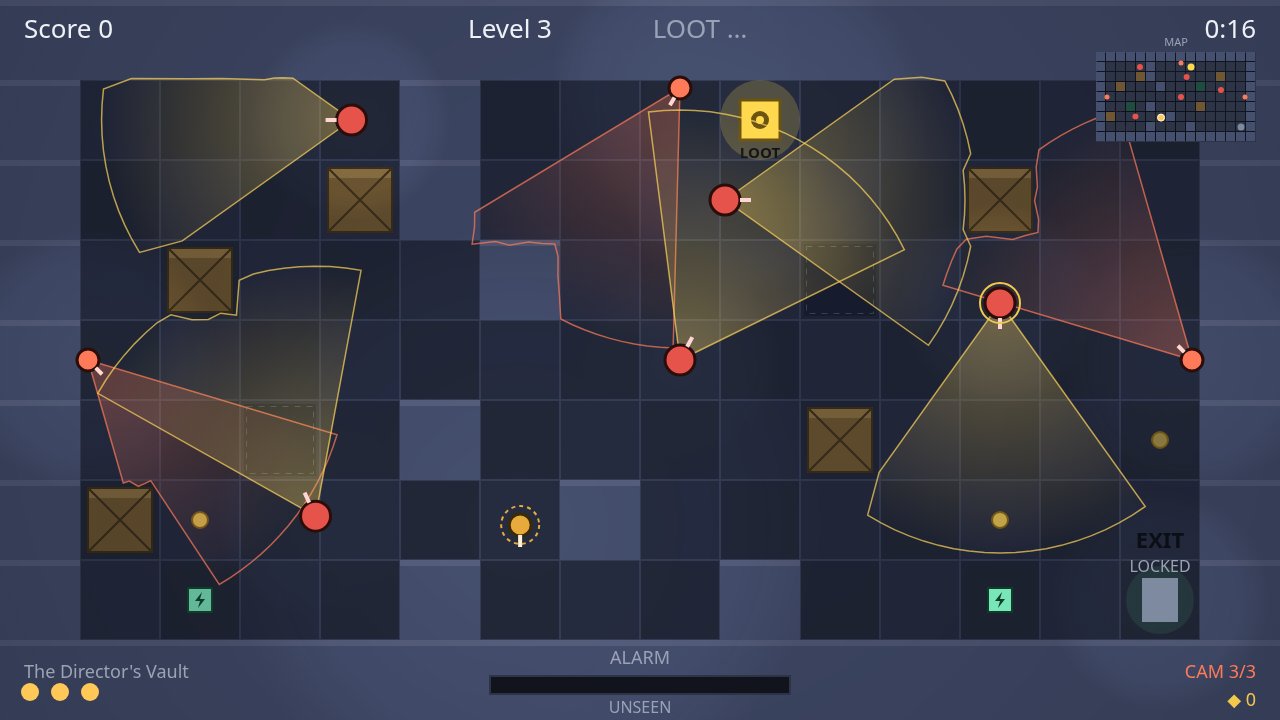 Score 0
Level 3
LOOT ...
0:16
MAP
LOOT
EXIT
LOCKED
ALARM
The Director's Vault
CAM 3/3
UNSEEN
◆ 0